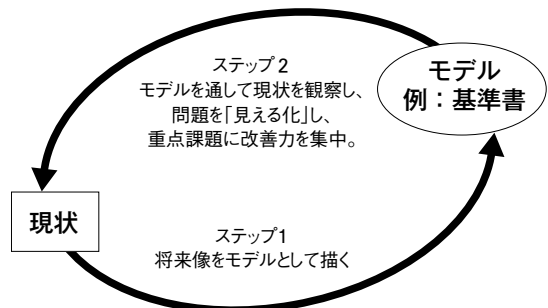 ステップ2
モデルを通して現状を観察し、
問題を「見える化」し、
重点課題に改善力を集中。
モデル
例：基準書
現状
ステップ1
将来像をモデルとして描く